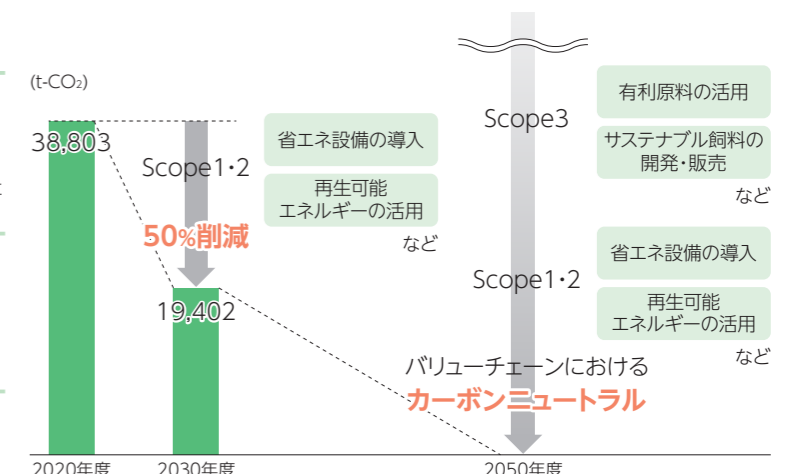 (t-CO₂)
38,803
Scope1・2
50%削減
19,402
省エネ設備の導入
再生可能
エネルギーの活用
など
Scope3
有利原料の活用
サステナブル飼料の
開発・販売
など
Scope1・2
省エネ設備の導入
再生可能
エネルギーの活用
など
バリューチェーンにおける
カーボンニュートラル
2020年度
2030年度
2050年度